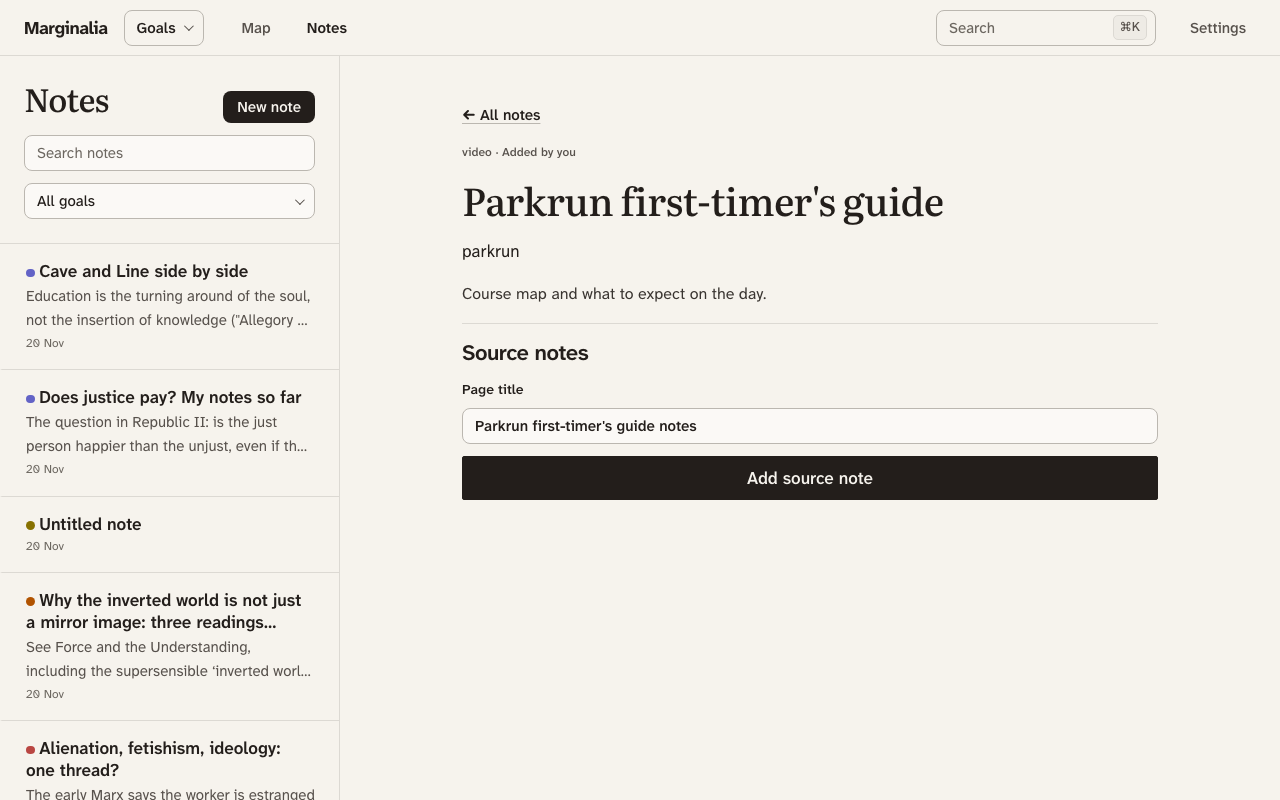 Marginalia
Goals
Map
Notes
Search
⌘K
Settings
Notes
New note
Search notes
All goals
Cave and Line side by side
Education is the turning around of the soul,
not the insertion of knowledge ("Allegory ...
20 Nov
Does justice pay? My notes so far
The question in Republic II: is the just
person happier than the unjust, even if th...
20 Nov
Untitled note
20 Nov
Why the inverted world is not just
a mirror image: three readings...
See Force and the Understanding,
including the supersensible ‘inverted worl...
20 Nov
Alienation, fetishism, ideology:
one thread?
The early Marx says the worker is estranged
← All notes
video · Added by you
Parkrun first-timer's guide
parkrun
Course map and what to expect on the day.
Source notes
Page title
Parkrun first-timer's guide notes
Add source note